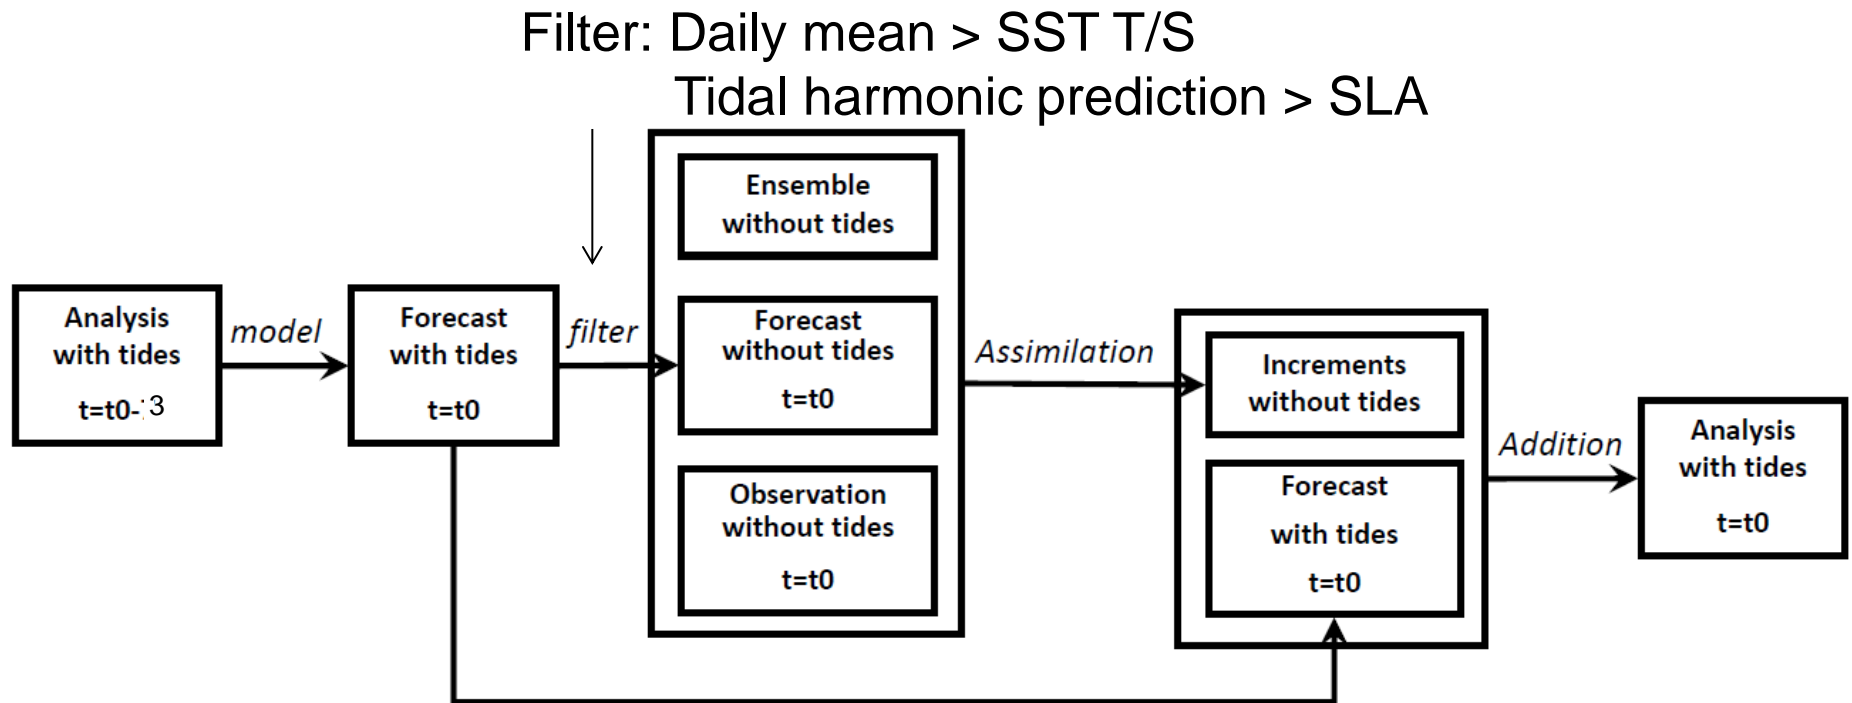 Filter: Daily mean > SST T/S
Tidal harmonic prediction > SLA
Analysis
with tides
t=t0-3
model
Forecast
with tides
t=t0
filter
Ensemble
without tides
Forecast
without tides
t=t0
Observation
without tides
t=t0
Assimilation
Increments
without tides
Forecast
with tides
t=t0
Addition
Analysis
with tides
t=t0